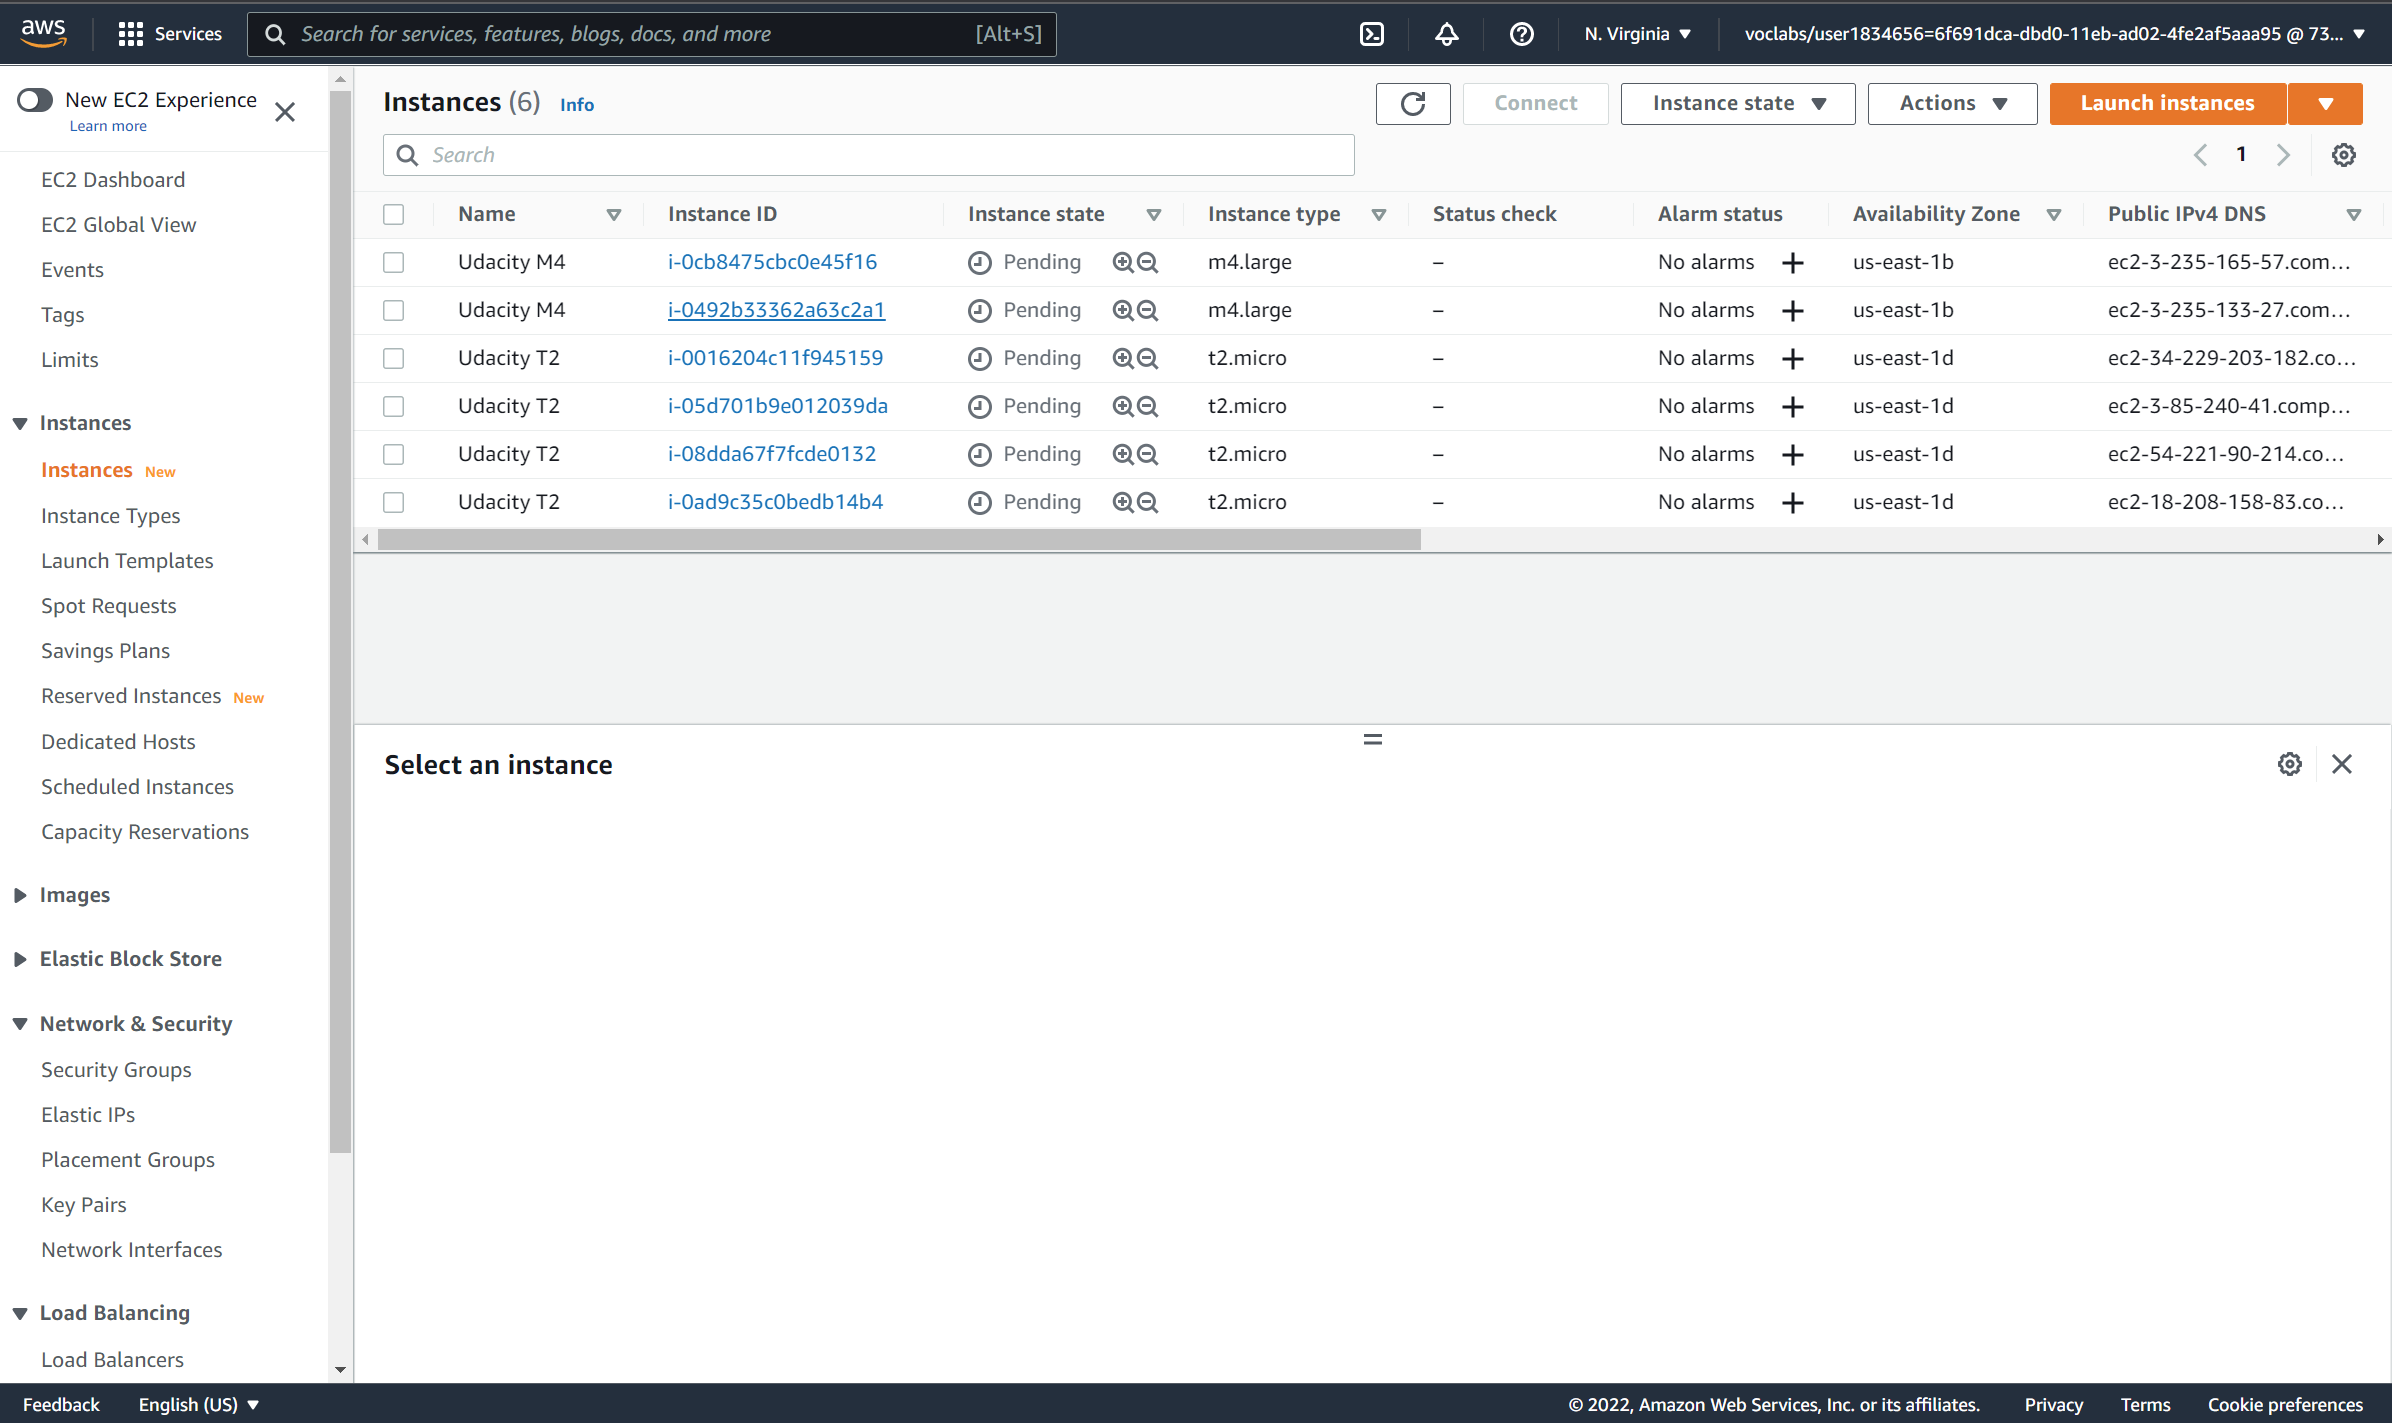 aws Services Search for services, features, blogs, docs, and more [Alt+S] N. Virginia voclabs/user1834656=6f691dca-dbd0-11eb-ad02-4fe2af5aaa95 @ 73...
New EC2 Experience
Learn more
EC2 Dashboard
EC2 Global View
Events
Tags
Limits
Instances
Instances New
Instance Types
Launch Templates
Spot Requests
Savings Plans
Reserved Instances New
Dedicated Hosts
Scheduled Instances
Capacity Reservations
Images
Elastic Block Store
Network & Security
Security Groups
Elastic IPs
Placement Groups
Key Pairs
Network Interfaces
Load Balancing
Load Balancers
Instances (6) Info Connect Instance state Actions Launch instances
Search 1
Name Instance ID Instance state Instance type Status check Alarm status Availability Zone Public IPv4 DNS
Udacity M4 i-0cb8475cbc0e45f16 Pending m4.large – No alarms us-east-1b ec2-3-235-165-57.com...
Udacity M4 i-0492b33362a63c2a1 Pending m4.large – No alarms us-east-1b ec2-3-235-133-27.com...
Udacity T2 i-0016204c11f945159 Pending t2.micro – No alarms us-east-1d ec2-34-229-203-182.co...
Udacity T2 i-05d701b9e012039da Pending t2.micro – No alarms us-east-1d ec2-3-85-240-41.comp...
Udacity T2 i-08dda67f7fcde0132 Pending t2.micro – No alarms us-east-1d ec2-54-221-90-214.co...
Udacity T2 i-0ad9c35c0bedb14b4 Pending t2.micro – No alarms us-east-1d ec2-18-208-158-83.co...
Select an instance
Feedback English (US) © 2022, Amazon Web Services, Inc. or its affiliates. Privacy Terms Cookie preferences